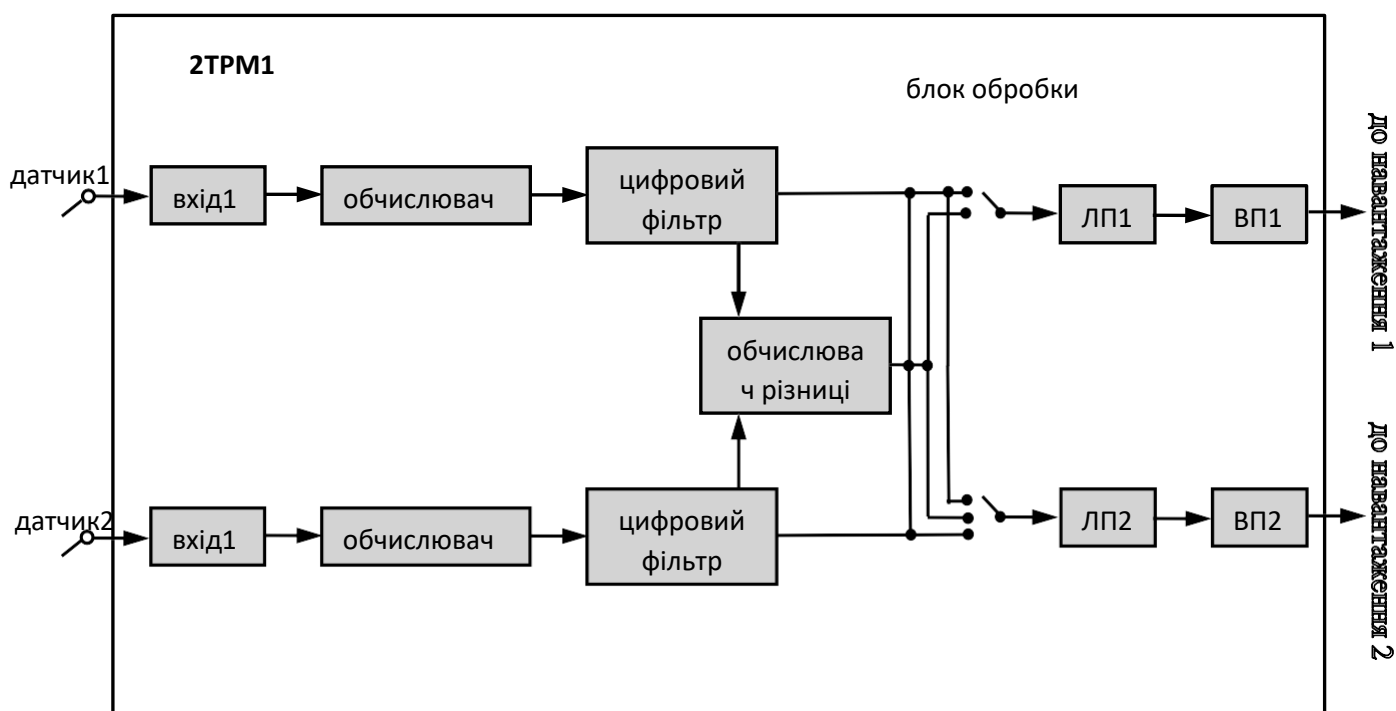 2ТРМ1
блок обробки
датчик1
вхід1
обчислювач
цифровий
фільтр
ЛП1
ВП1
до навантаження 1
обчислюва
ч різниці
датчик2
вхід1
обчислювач
цифровий
фільтр
ЛП2
ВП2
до навантаження 2